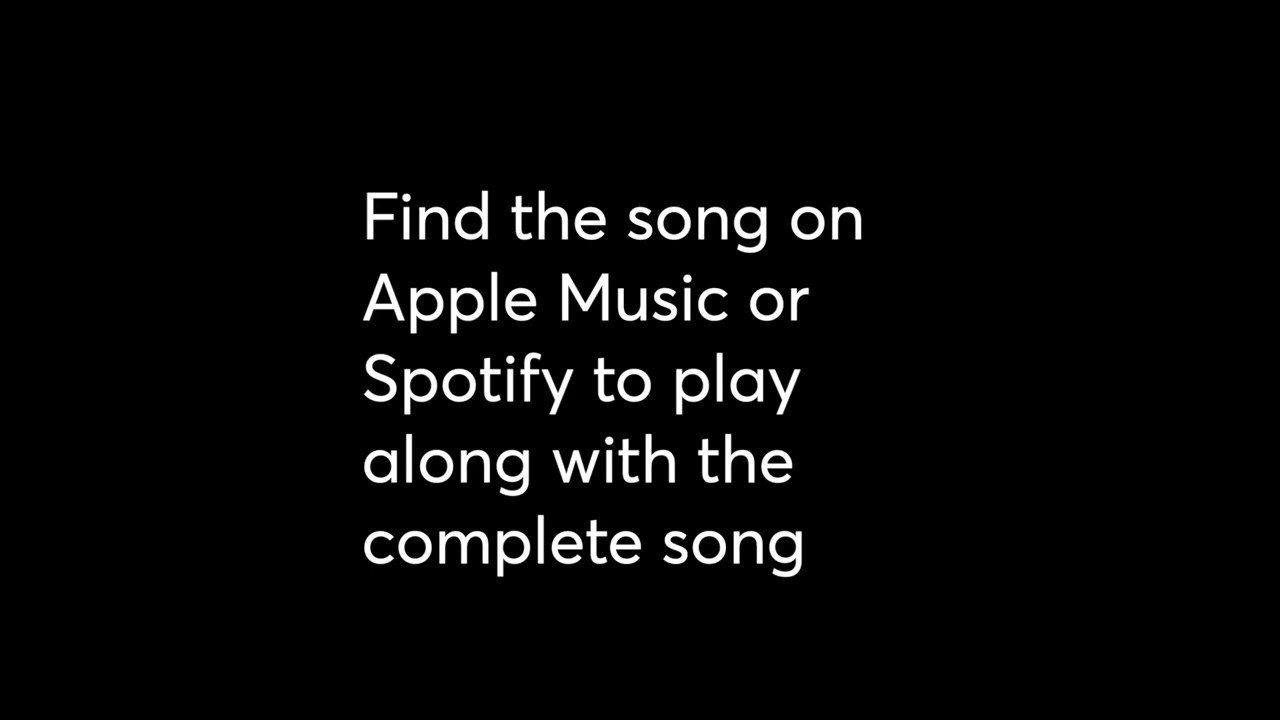 Find the song on
Apple Music or
Spotify to play
along with the
complete song